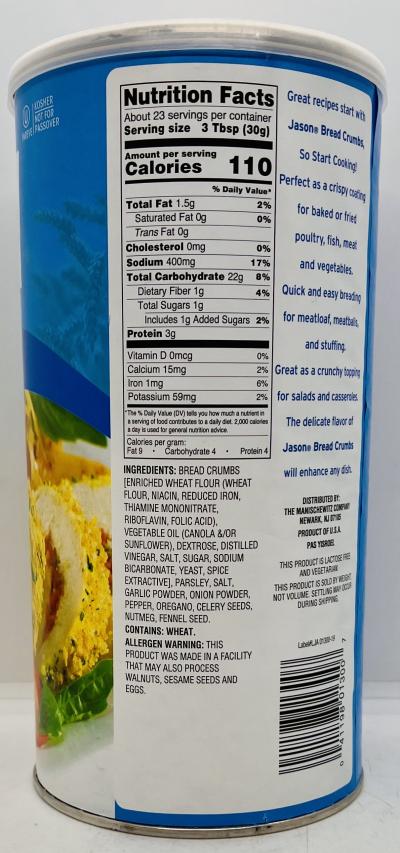 KOSHER
NOT FOR
PASSOVER
Nutrition Facts
About 23 servings per container
Serving size 3 Tbsp (30g)
Amount per serving
Calories 110
% Daily Value*
Total Fat 1.5g 2%
Saturated Fat 0g 0%
Trans Fat 0g
Cholesterol 0mg 0%
Sodium 400mg 17%
Total Carbohydrate 22g 8%
Dietary Fiber 1g 4%
Total Sugars 1g
Includes 1g Added Sugars 2%
Protein 3g
Vitamin D 0mcg 0%
Calcium 15mg 2%
Iron 1mg 6%
Potassium 59mg 2%
*The % Daily Value (DV) tells you how much a nutrient in
a serving of food contributes to a daily diet. 2,000 calories
a day is used for general nutrition advice.
Calories per gram:
Fat 9 • Carbohydrate 4 • Protein 4
INGREDIENTS: BREAD CRUMBS
[ENRICHED WHEAT FLOUR (WHEAT
FLOUR, NIACIN, REDUCED IRON,
THIAMINE MONONITRATE,
RIBOFLAVIN, FOLIC ACID),
VEGETABLE OIL (CANOLA &/OR
SUNFLOWER), DEXTROSE, DISTILLED
VINEGAR, SALT, SUGAR, SODIUM
BICARBONATE, YEAST, SPICE
EXTRACTIVE], PARSLEY, SALT,
GARLIC POWDER, ONION POWDER,
PEPPER, OREGANO, CELERY SEEDS,
NUTMEG, FENNEL SEED.
CONTAINS: WHEAT.
ALLERGEN WARNING: THIS
PRODUCT WAS MADE IN A FACILITY
THAT MAY ALSO PROCESS
WALNUTS, SESAME SEEDS AND
EGGS.
Great recipes start with
Jason® Bread Crumbs,
So Start Cooking!
Perfect as a crispy coating
for baked or fried
poultry, fish, meat
and vegetables.
Quick and easy breading
for meatloaf, meatballs,
and stuffing.
Great as a crunchy topping
for salads and casseroles.
The delicate flavor of
Jason® Bread Crumbs
will enhance any dish.
DISTRIBUTED BY:
THE MANISCHEWITZ COMPANY
NEWARK, NJ 07105
PRODUCT OF U.S.A.
PAS YISROEL
THIS PRODUCT IS LACTOSE FREE
AND VEGETARIAN
THIS PRODUCT IS SOLD BY WEIGHT
NOT VOLUME. SETTLING MAY OCCUR
DURING SHIPPING.
Label#LJA 01300-19
0 41198 01300 7